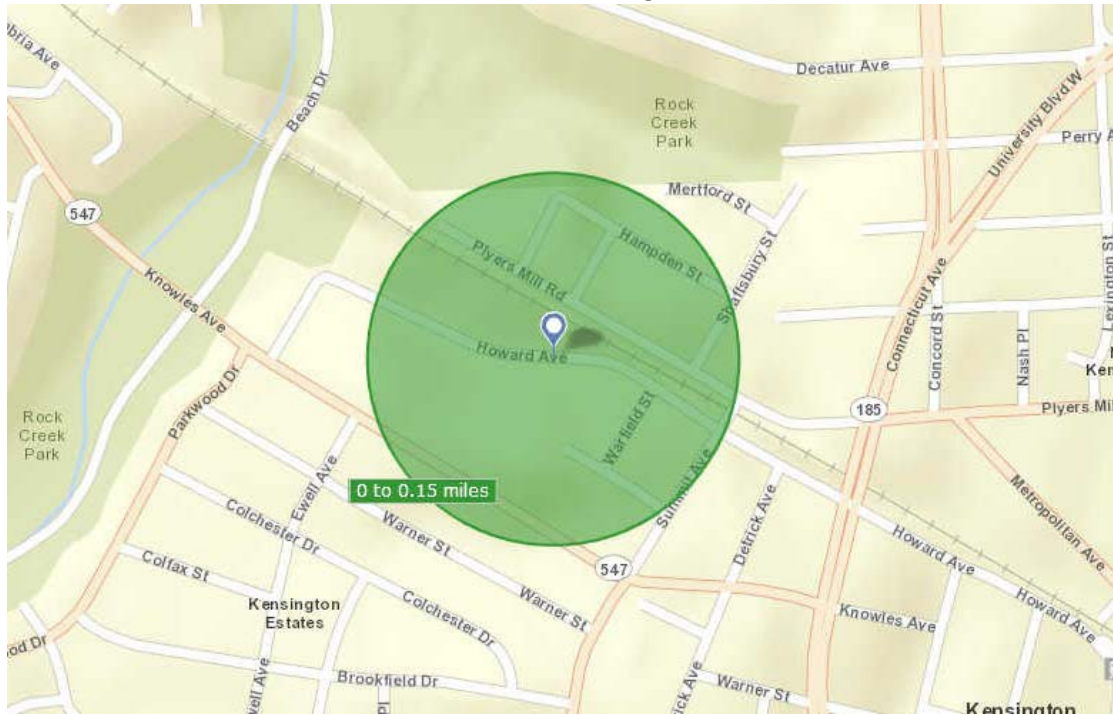 Decatur Ave
Beach Dr
Rock
Creek
Park
University Blvd W
Perry
Mertford St
547
Plyers Mill Rd
Hampden St
Shaftsbury St
Knowles Ave
Connecticut Ave
Concord St
Lexington St
Nash Pl
Howard Ave
Parkwood Dr
185
Plyers
Rock
Creek
Park
Warfield St
0 to 0.15 miles
Ewell Ave
Summit Ave
Detrick Ave
Metropolitan Ave
Colchester Dr
Warner St
Howard Ave
Colfax St
547
Kensington
Estates
Colchester Dr
Warner St
Knowles Ave
Howard Ave
Dr
Brookfield Dr
Ave
Pl
Ave
Warner St
Kensington